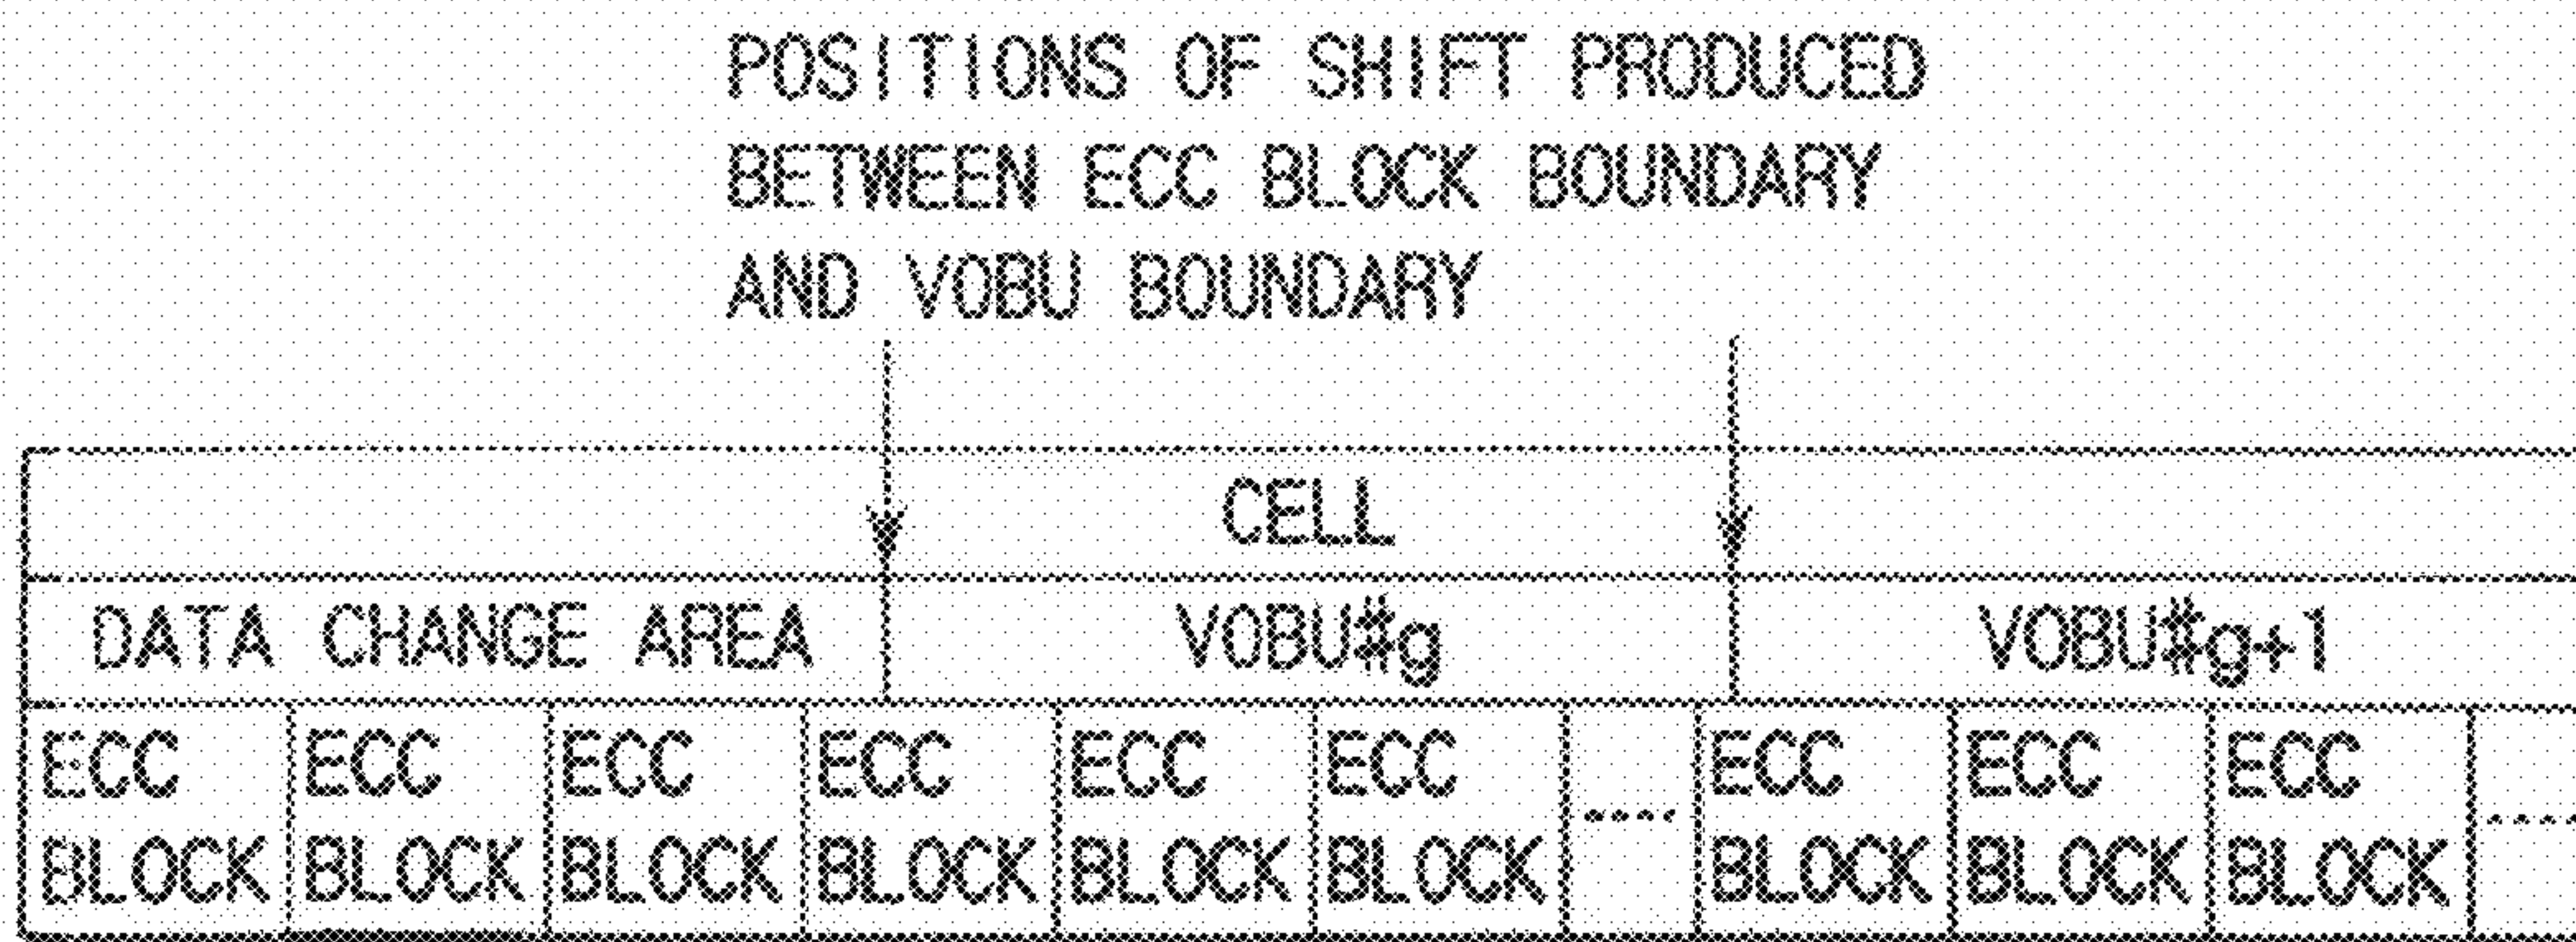 POSITIONS OF SHIFT PRODUCED
BETWEEN ECC BLOCK BOUNDARY
AND VOBU BOUNDARY
CELL
DATA CHANGE AREA VOBU#g VOBU#g+1
ECC ECC ECC ECC ECC ECC ECC ECC ECC
BLOCK BLOCK BLOCK BLOCK BLOCK BLOCK BLOCK BLOCK BLOCK